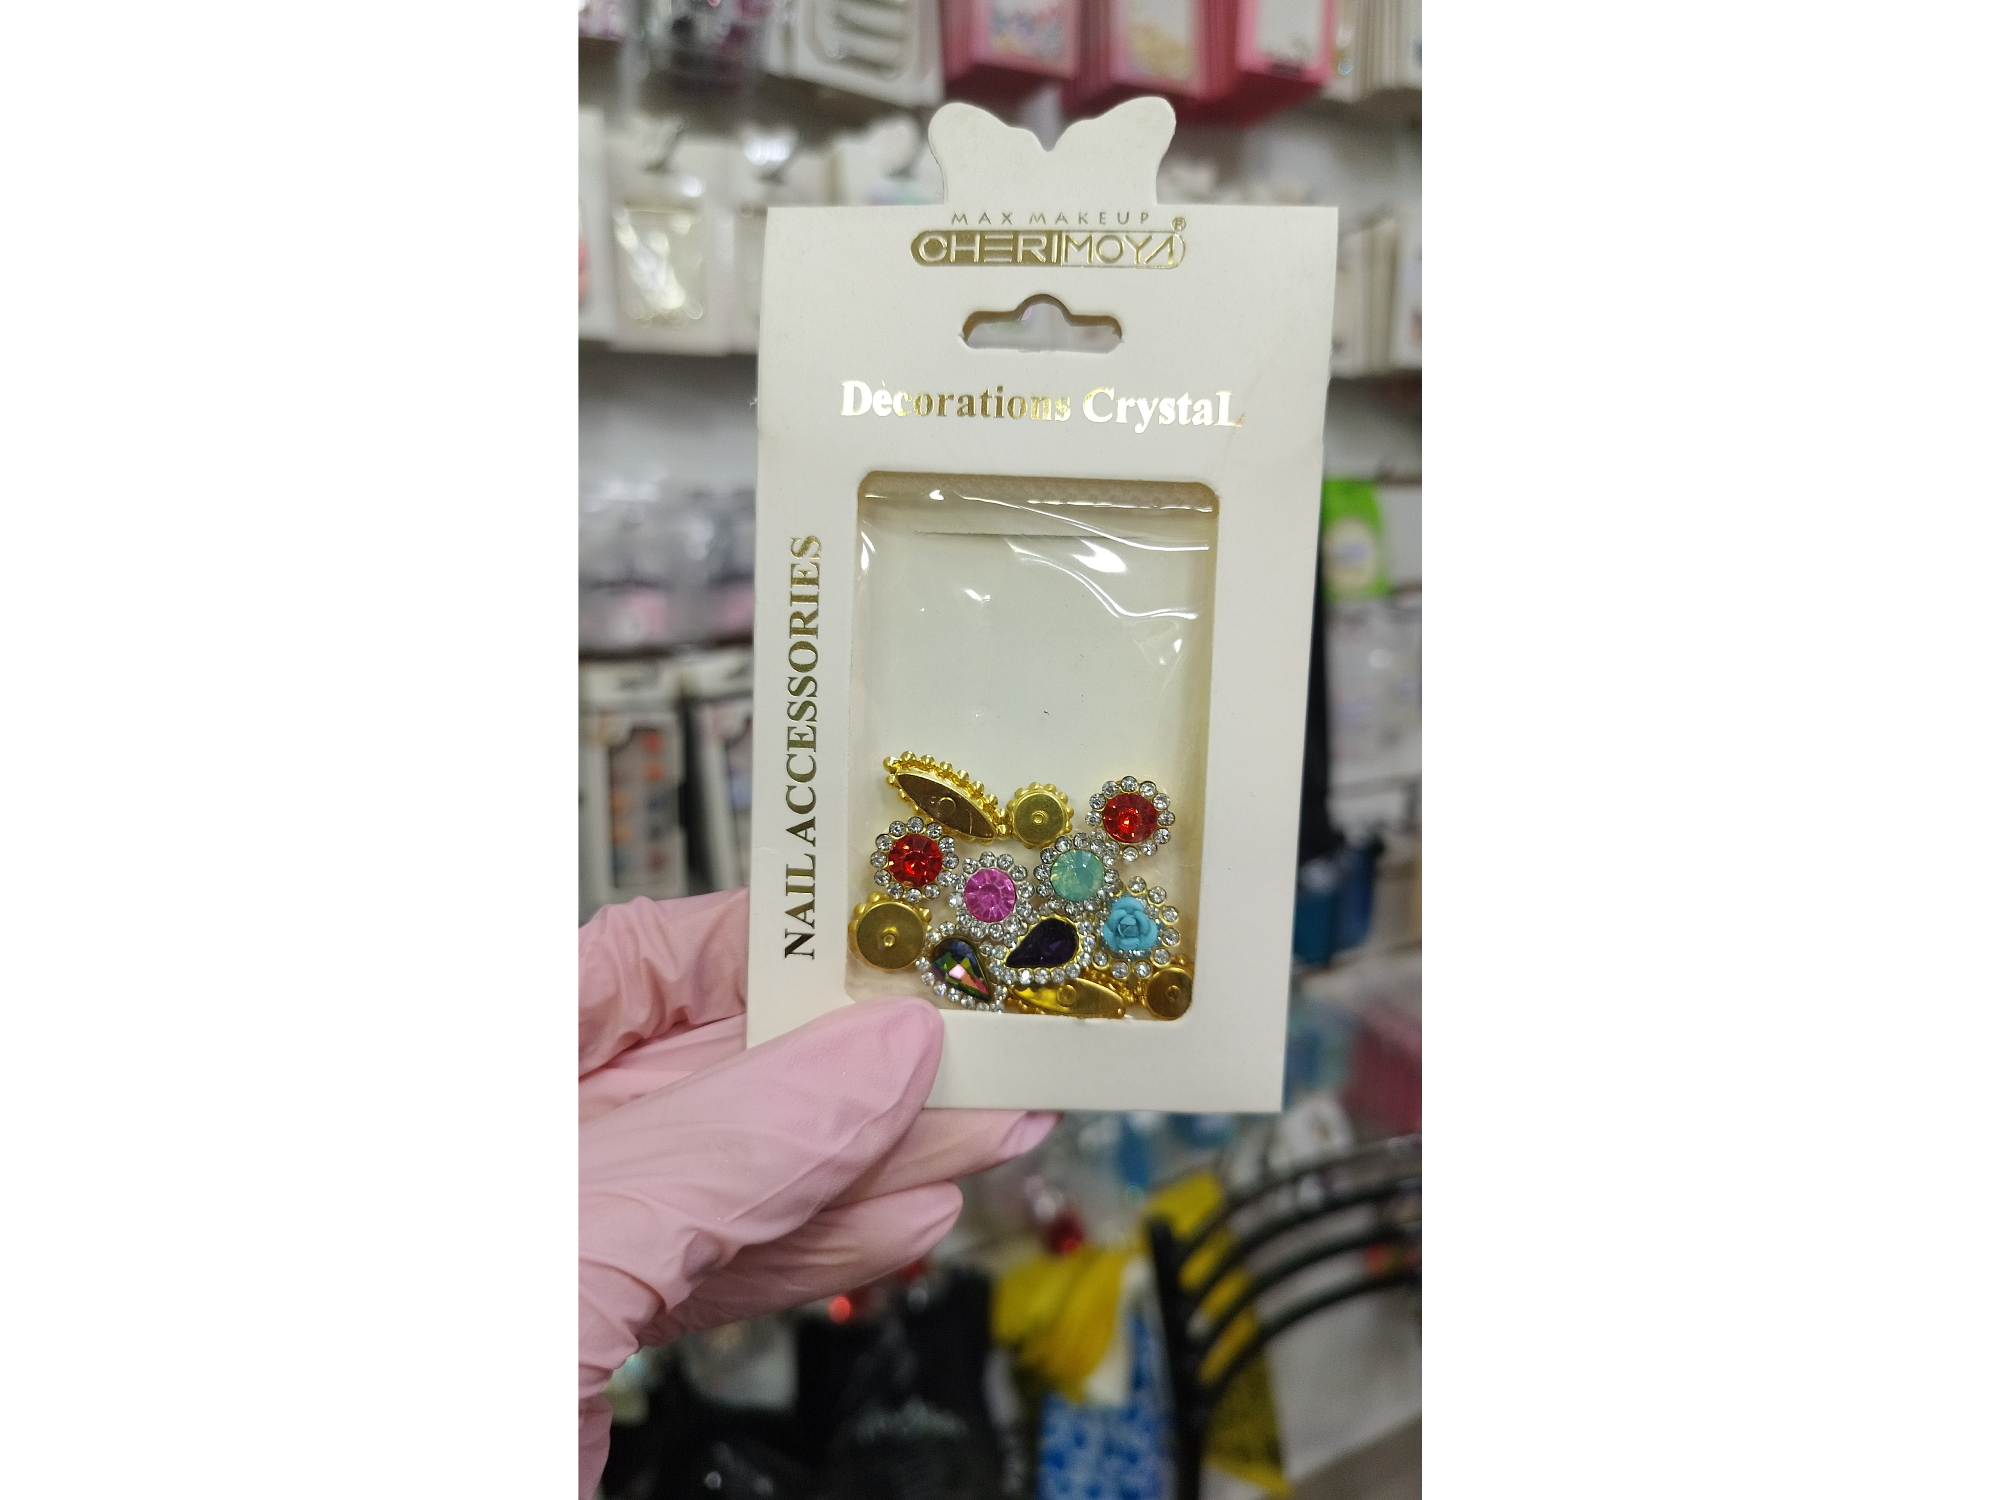 MAX MAKEUP
CHERIMOYA®
Decorations CrystaL
NAIL ACCESSORIES